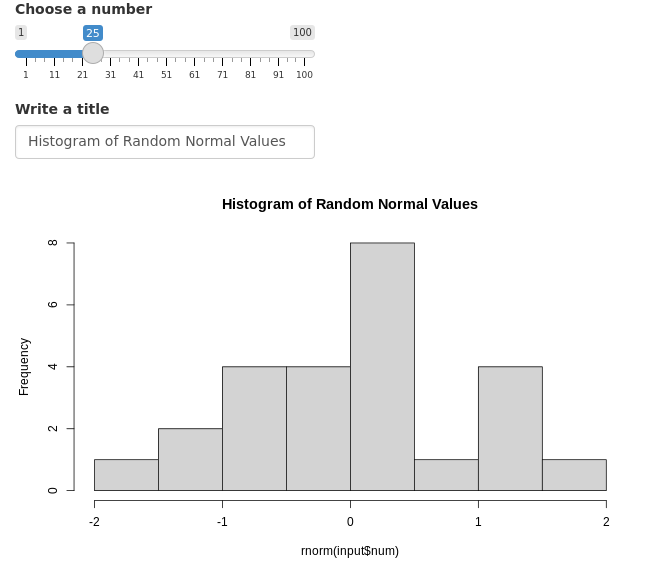 Choose a number
1 25 100
1 11 21 31 41 51 61 71 81 91 100
Write a title
Histogram of Random Normal Values
Histogram of Random Normal Values
8
6
4
2
0
Frequency
-2 -1 0 1 2
rnorm(input$num)